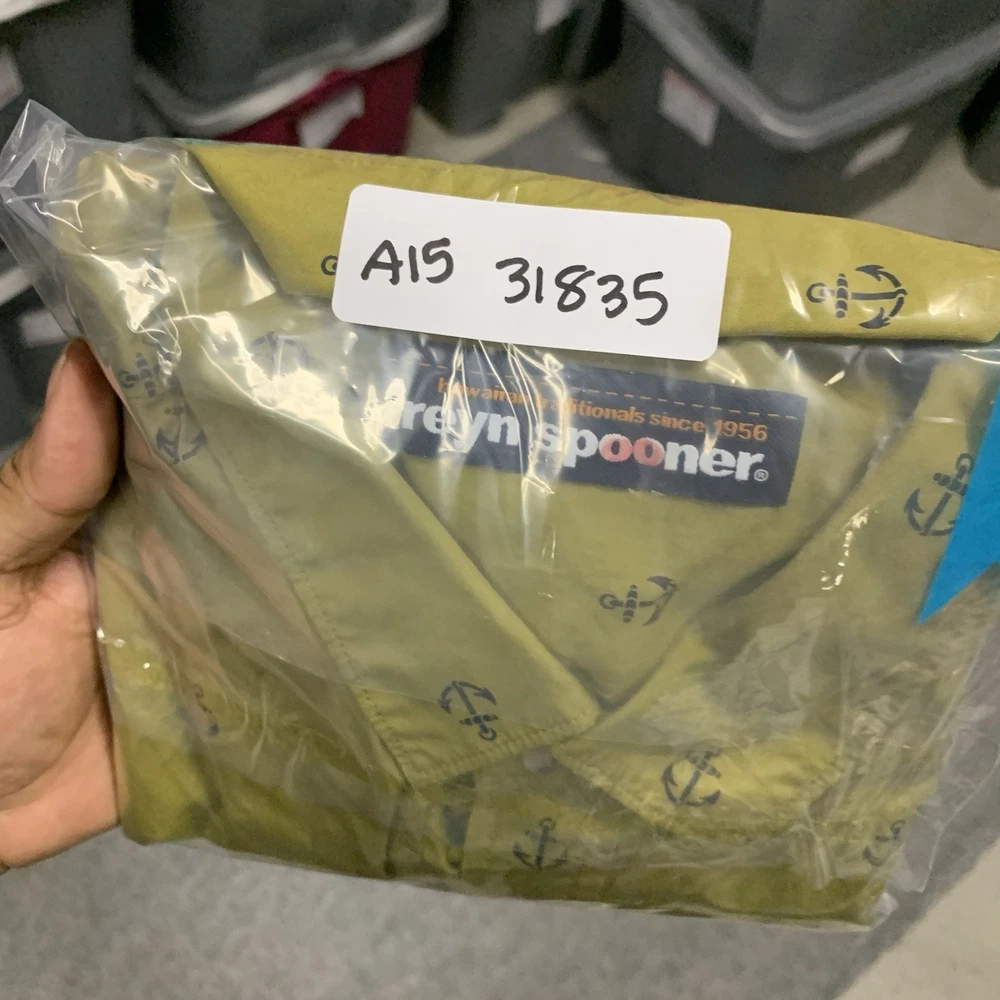 A15 31835
hawaiian traditionals since 1956
reyn spooner®